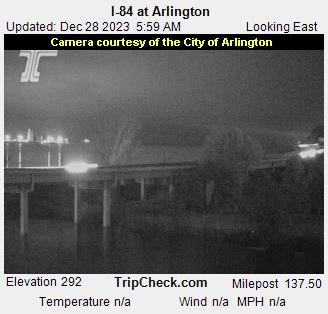 I-84 at Arlington
Updated: Dec 28 2023 5:59 AM Looking East
Camera courtesy of the City of Arlington
Elevation 292 TripCheck.com Milepost 137.50
Temperature n/a Wind n/a MPH n/a